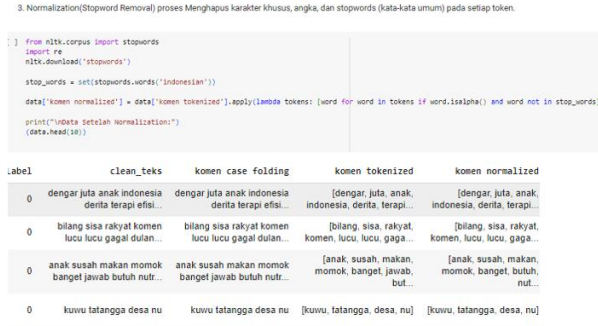 3. Normalization(Stopword Removal) proses Menghapus karakter khusus, angka, dan stopwords (kata-kata umum) pada setiap token.
[ ] from nltk.corpus import stopwords
import re
nltk.download('stopwords')
stop_words = set(stopwords.words('indonesian'))
data['komen normalized'] = data['komen tokenized'].apply(lambda tokens: [word for word in tokens if word.isalpha() and word not in stop_words
print("\nData Setelah Normalization:")
(data.head(10))
label clean_teks komen case folding komen tokenized komen normalized
0 dengar juta anak indonesia derita terapi efisi... dengar juta anak indonesia derita terapi efisi... [dengar, juta, anak, indonesia, derita, terapi... [dengar, juta, anak, indonesia, derita, terapi...
0 bilang sisa rakyat komen lucu lucu gagal dulan... bilang sisa rakyat komen lucu lucu gagal dulan... [bilang, sisa, rakyat, komen, lucu, lucu, gaga... [bilang, sisa, rakyat, komen, lucu, lucu, gaga...
0 anak susah makan momok banget jawab butuh nutr... anak susah makan momok banget jawab butuh nutr... [anak, susah, makan, momok, banget, jawab, but... [anak, susah, makan, momok, banget, butuh, nut...
0 kuwu tatangga desa nu kuwu tatangga desa nu [kuwu, tatangga, desa, nu] [kuwu, tatangga, desa, nu]